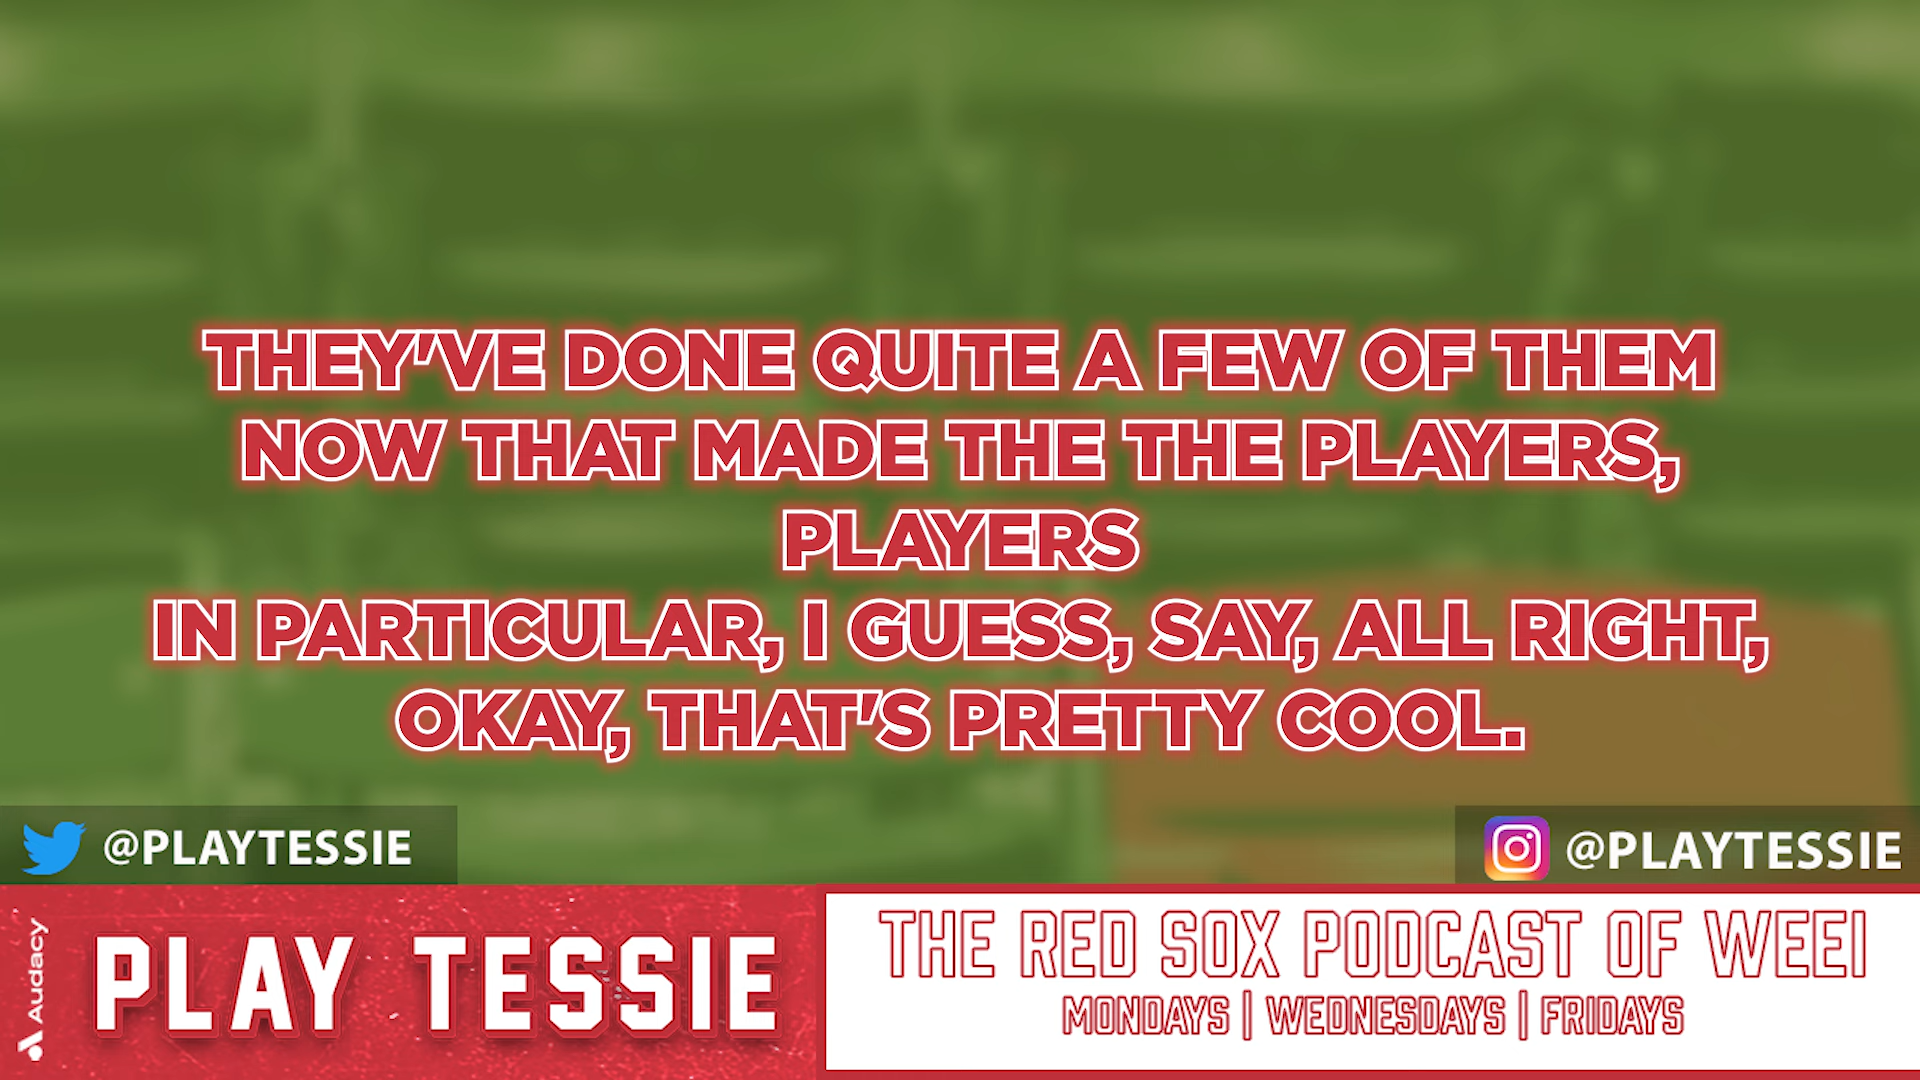 THEY'VE DONE QUITE A FEW OF THEM
NOW THAT MADE THE THE PLAYERS,
PLAYERS
IN PARTICULAR, I GUESS, SAY, ALL RIGHT,
OKAY, THAT'S PRETTY COOL.
@PLAYTESSIE
@PLAYTESSIE
Audacy
PLAY TESSIE
THE RED SOX PODCAST OF WEEI
MONDAYS | WEDNESDAYS | FRIDAYS